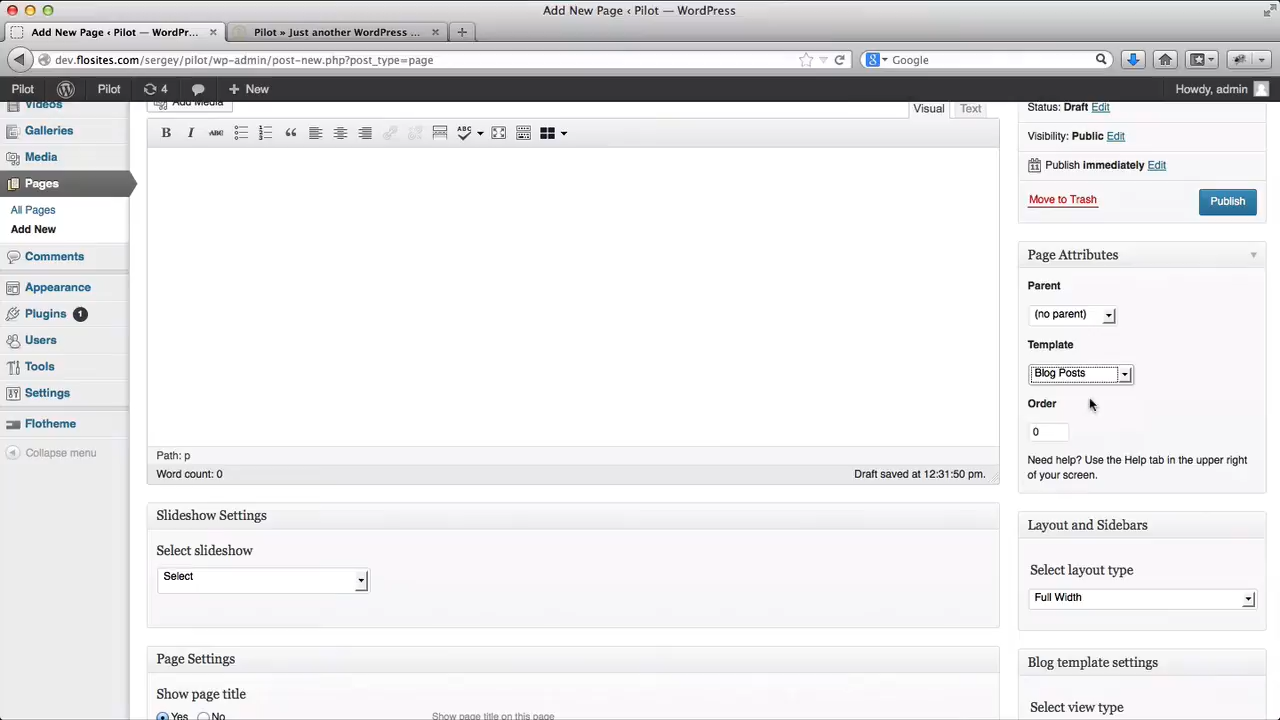 Add New Page ‹ Pilot — WordPress
Add New Page ‹ Pilot — WordPr...
Pilot » Just another WordPress ...
dev.flosites.com/sergey/pilot/wp-admin/post-new.php?post_type=page
Google
Pilot
Pilot
4
New
Howdy, admin
Videos
Galleries
Media
Pages
All Pages
Add New
Comments
Appearance
Plugins 1
Users
Tools
Settings
Flotheme
Collapse menu
Add Media
Visual
Text
B I ABC
ABC
Path: p
Word count: 0
Draft saved at 12:31:50 pm.
Slideshow Settings
Select slideshow
Select
Page Settings
Show page title
Yes No
Show page title on this page
Status: Draft Edit
Visibility: Public Edit
Publish immediately Edit
Move to Trash
Publish
Page Attributes
Parent
(no parent)
Template
Blog Posts
Order
0
Need help? Use the Help tab in the upper right
of your screen.
Layout and Sidebars
Select layout type
Full Width
Blog template settings
Select view type